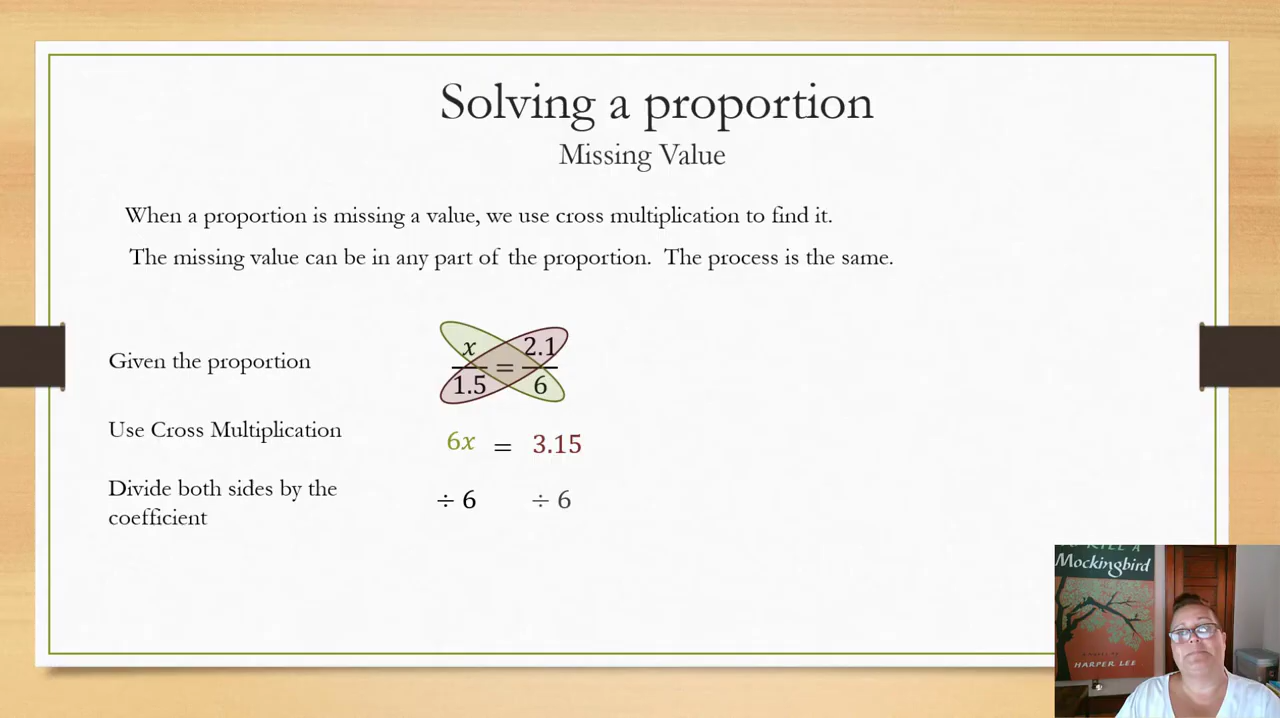 Solving a proportion
Missing Value
When a proportion is missing a value, we use cross multiplication to find it.
The missing value can be in any part of the proportion. The process is the same.
Given the proportion
x/1.5 = 2.1/6
Use Cross Multiplication
6x = 3.15
Divide both sides by the
coefficient
÷ 6 ÷ 6
Mockingbird
HARPER LEE